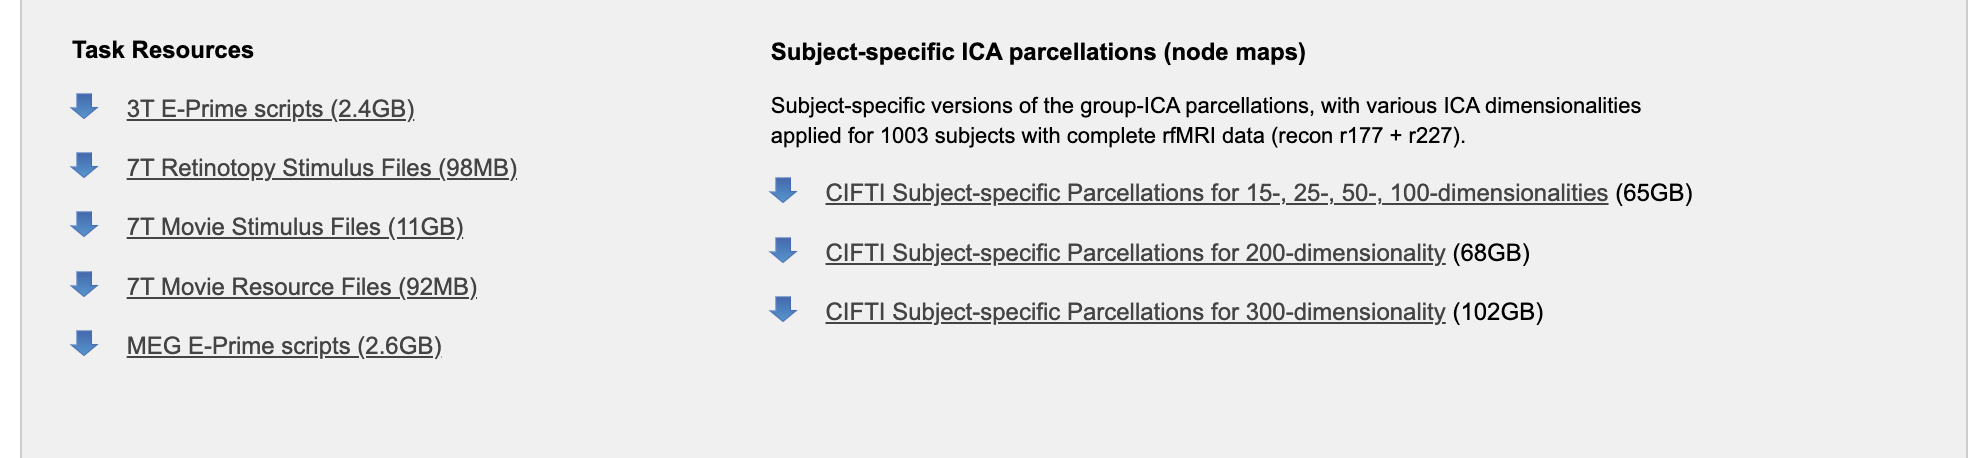 Task Resources
3T E-Prime scripts (2.4GB)
7T Retinotopy Stimulus Files (98MB)
7T Movie Stimulus Files (11GB)
7T Movie Resource Files (92MB)
MEG E-Prime scripts (2.6GB)
Subject-specific ICA parcellations (node maps)
Subject-specific versions of the group-ICA parcellations, with various ICA dimensionalities
applied for 1003 subjects with complete rfMRI data (recon r177 + r227).
CIFTI Subject-specific Parcellations for 15-, 25-, 50-, 100-dimensionalities (65GB)
CIFTI Subject-specific Parcellations for 200-dimensionality (68GB)
CIFTI Subject-specific Parcellations for 300-dimensionality (102GB)